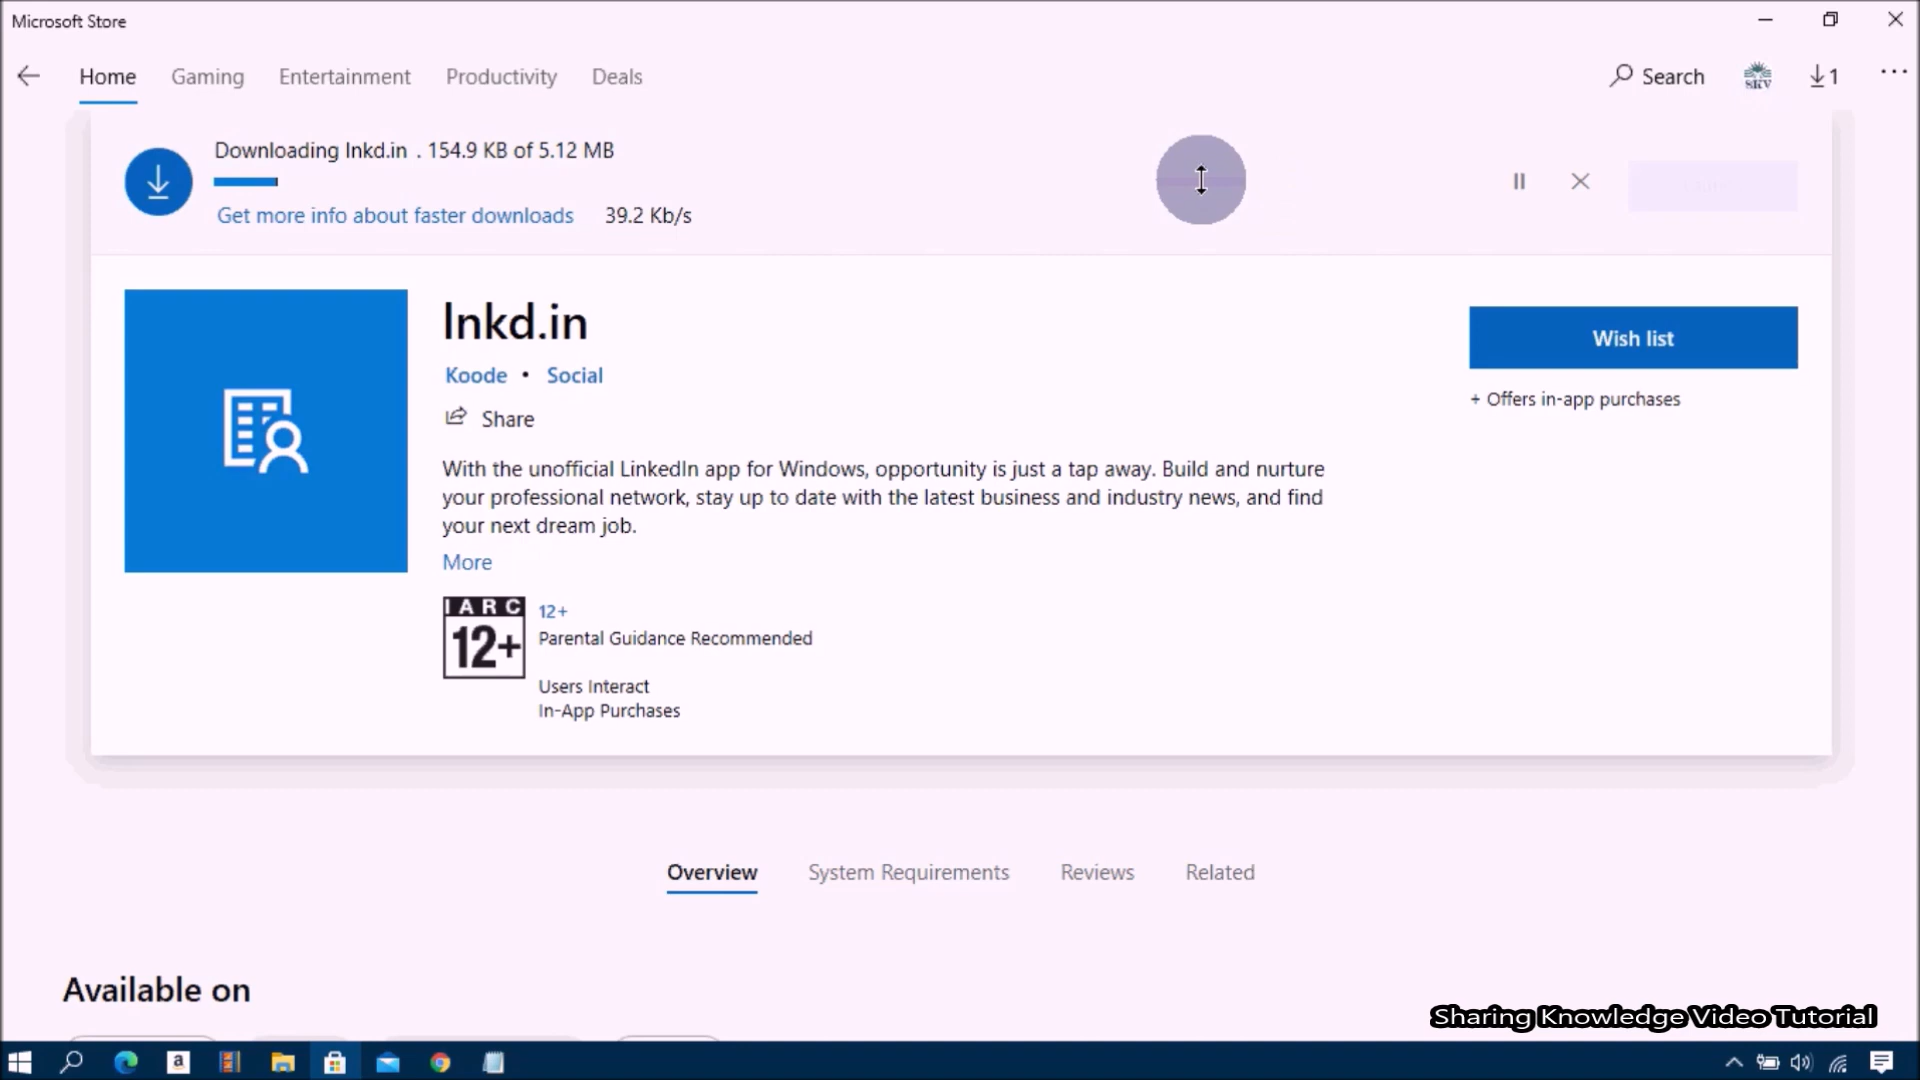 Microsoft Store
Home Gaming Entertainment Productivity Deals Search SKV 1
Downloading lnkd.in . 154.9 KB of 5.12 MB
Get more info about faster downloads 39.2 Kb/s
lnkd.in
Wish list
Koode • Social
+ Offers in-app purchases
Share
With the unofficial LinkedIn app for Windows, opportunity is just a tap away. Build and nurture
your professional network, stay up to date with the latest business and industry news, and find
your next dream job.
More
IARC
12+
12+
Parental Guidance Recommended
Users Interact
In-App Purchases
Overview System Requirements Reviews Related
Available on
Sharing Knowledge Video Tutorial
a